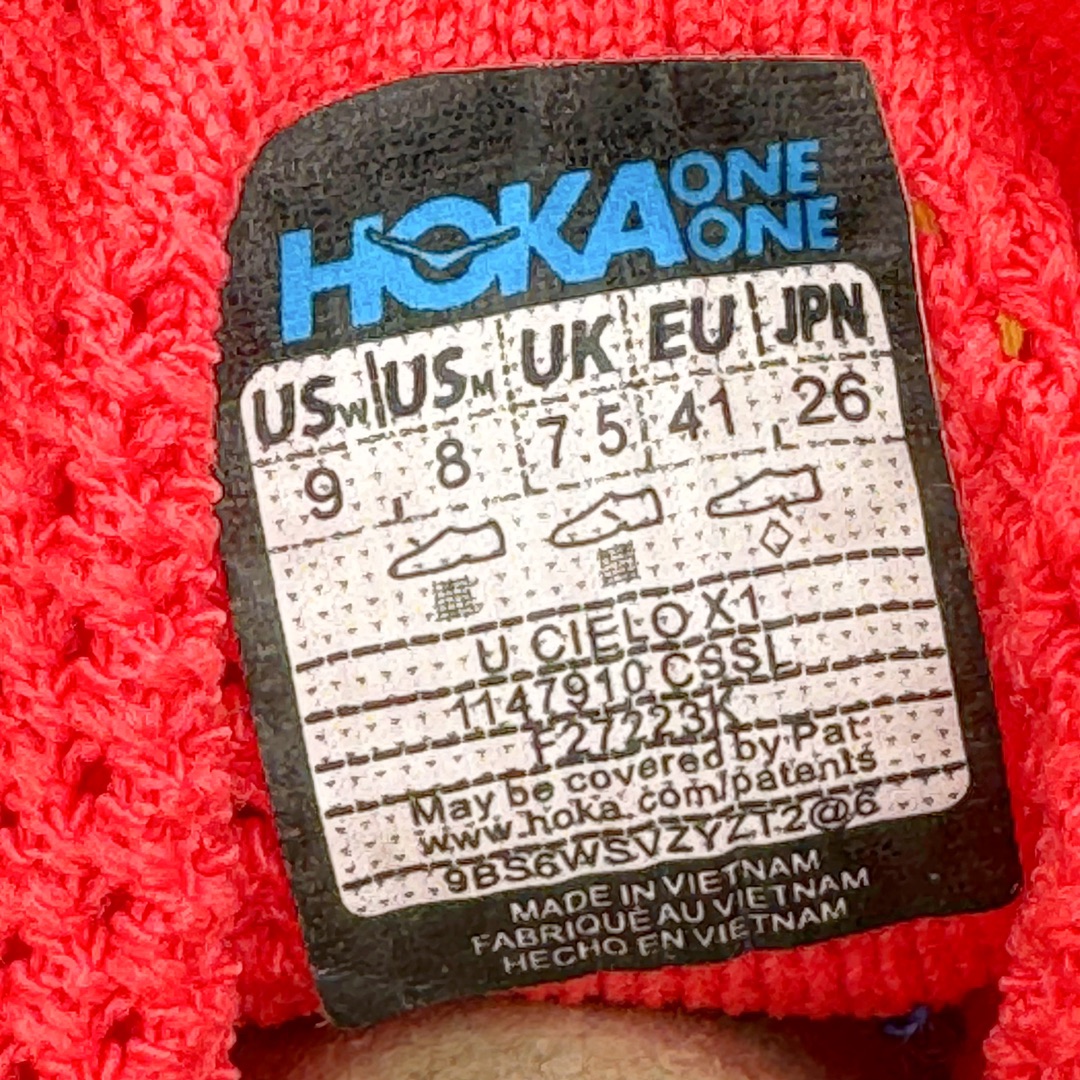 HOKA ONE ONE
USW USM UK EU JPN
9 8 7 5 41 26
U CIELO X1
1147910 CSSL
F27223K
May be covered by Pat:
www.hoka.com/patents
9BS6WSVZYZT2@6
MADE IN VIETNAM
FABRIQUÉ AU VIETNAM
HECHO EN VIETNAM